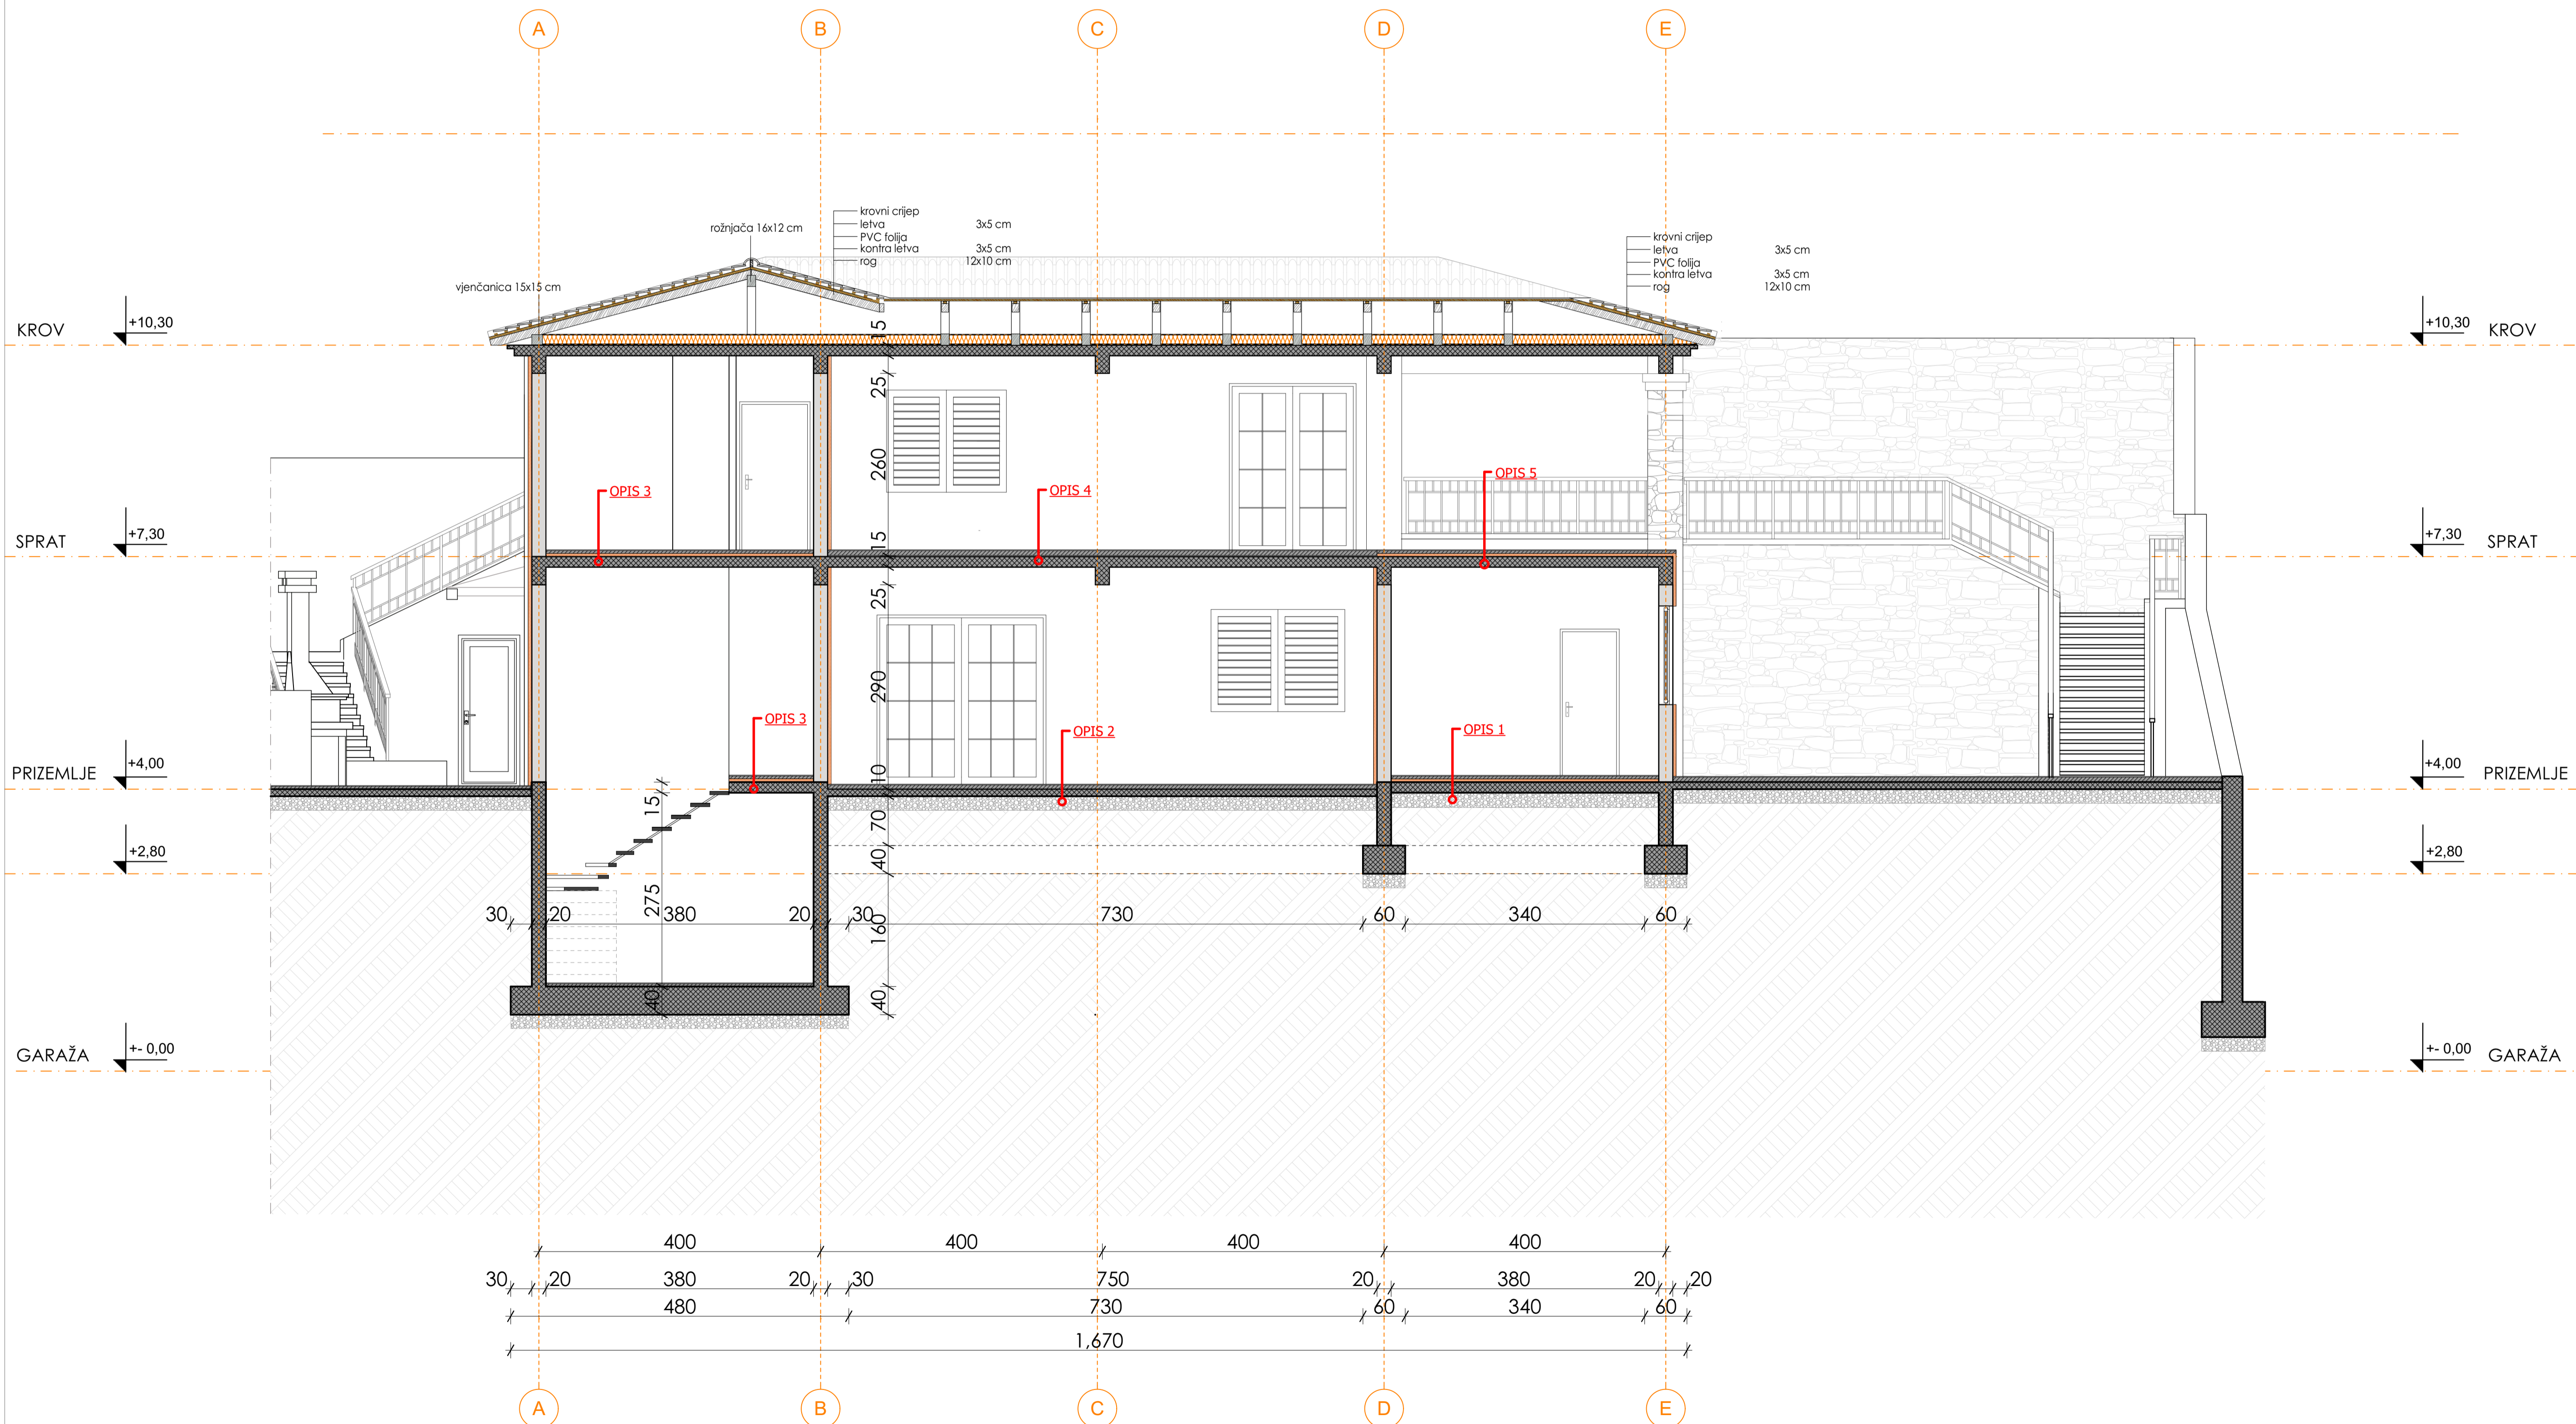 A B C D E
krovni crijep
letva 3x5 cm
PVC folija
kontra letva 3x5 cm
rog 12x10 cm
rožnjača 16x12 cm
krovni crijep
letva 3x5 cm
PVC folija
kontra letva 3x5 cm
rog 12x10 cm
vjenčanica 15x15 cm
KROV +10,30
+10,30 KROV
15
25
260
OPIS 3
OPIS 4
OPIS 5
SPRAT +7,30
+7,30 SPRAT
15
25
290
OPIS 3
OPIS 2
OPIS 1
PRIZEMLJE +4,00
+4,00 PRIZEMLJE
10
15
70
+2,80
+2,80
40
275
30 20 380 20 30 730 60 340 60
160
40
40
GARAŽA +- 0,00
+- 0,00 GARAŽA
400 400 400 400
30 20 380 20 30 750 20 380 20 20
480 730 60 340 60
1,670
A B C D E